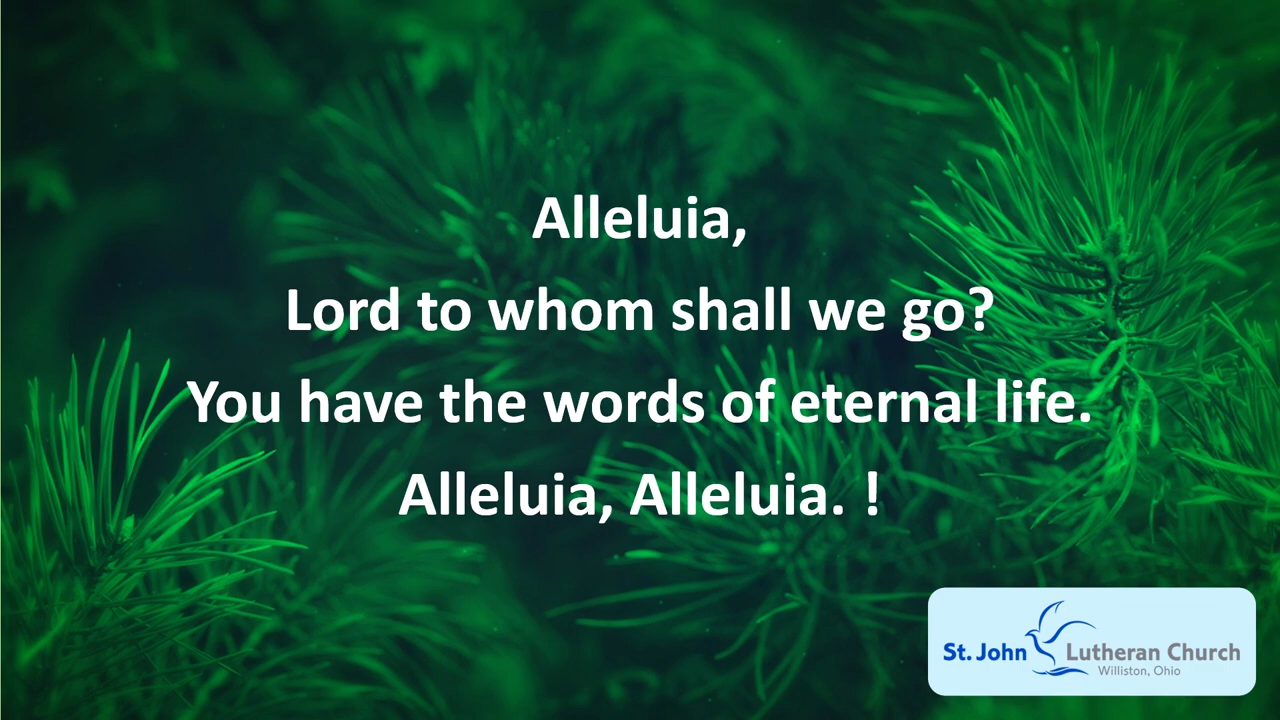 Alleluia,
Lord to whom shall we go?
You have the words of eternal life.
Alleluia, Alleluia. !
St. John Lutheran Church
Williston, Ohio